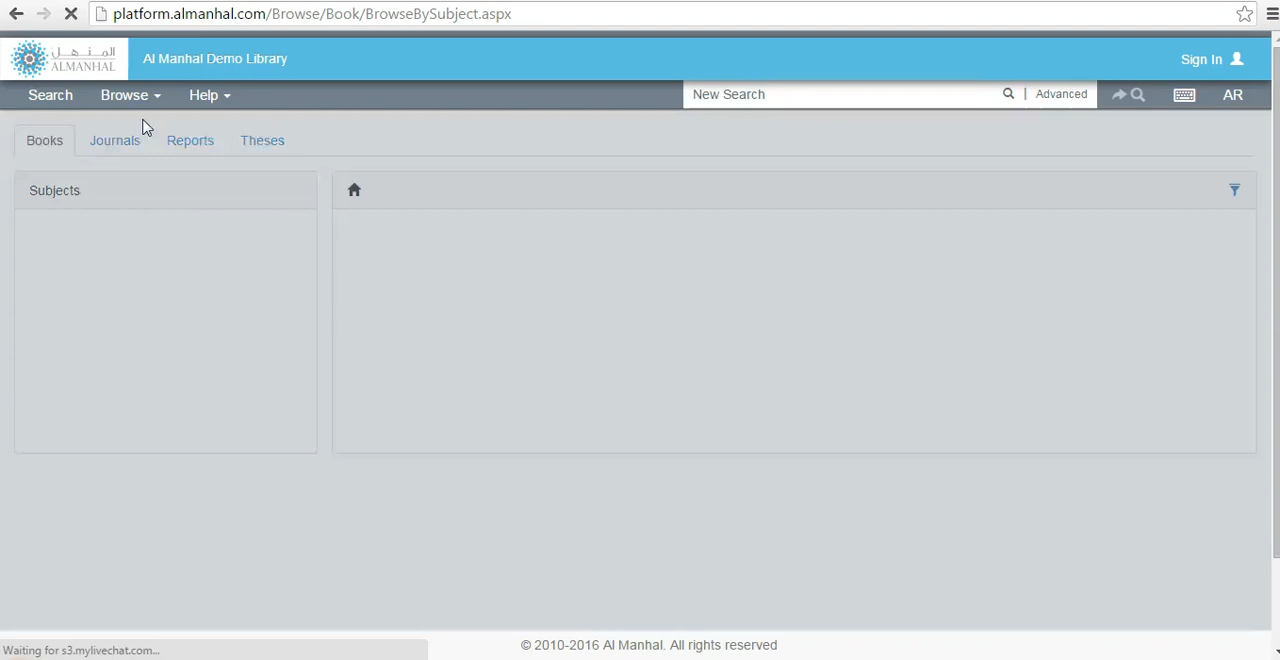 platform.almanhal.com/Browse/Book/BrowseBySubject.aspx
المنهل
ALMANHAL
Al Manhal Demo Library
Sign In
Search Browse Help New Search | Advanced AR
Books Journals Reports Theses
Subjects
© 2010-2016 Al Manhal. All rights reserved
Waiting for s3.mylivechat.com...